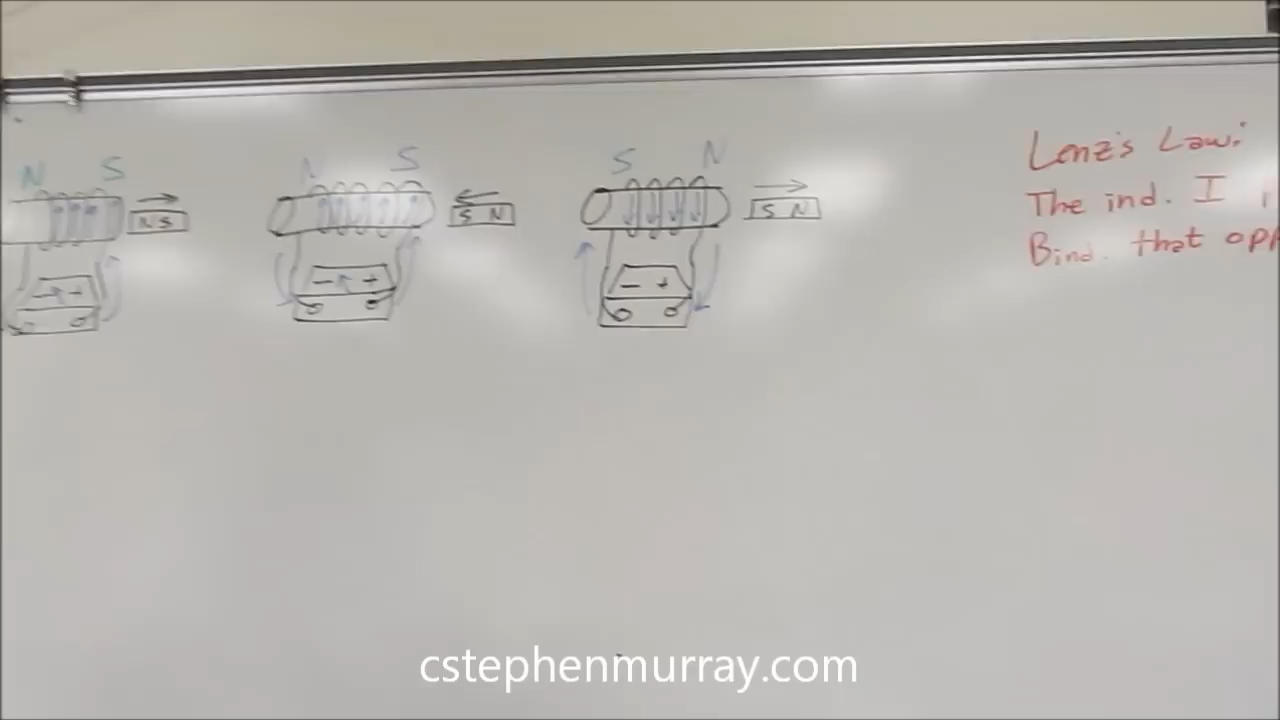 N S
N S
S N
N S
S N
S N
- +
- +
- +
Lenz's Law:
The ind. I
Bind. that opp
cstephenmurray.com